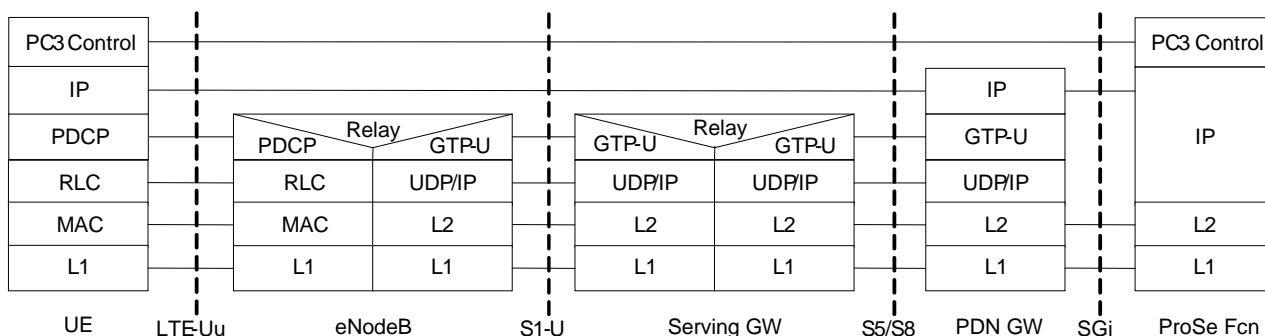 PC3 Control
PC3 Control
IP
IP
PDCP
Relay
PDCP
GTP-U
Relay
GTP-U
GTP-U
GTP-U
IP
RLC
RLC
UDP/IP
UDP/IP
UDP/IP
UDP/IP
MAC
MAC
L2
L2
L2
L2
L2
L1
L1
L1
L1
L1
L1
L1
UE
LTE-Uu
eNodeB
S1-U
Serving GW
S5/S8
PDN GW
SGi
ProSe Fcn